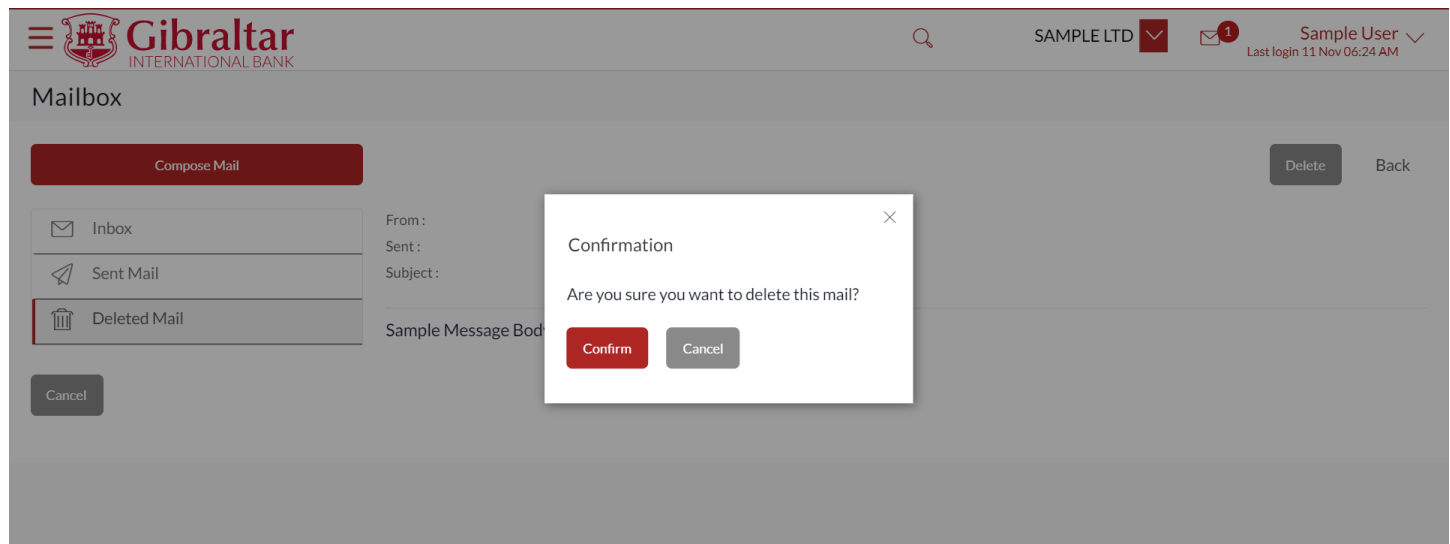 Gibraltar
INTERNATIONAL BANK
SAMPLE LTD
1
Sample User
Last login 11 Nov 06:24 AM
Mailbox
Compose Mail
Delete
Back
Inbox
Sent Mail
Deleted Mail
Cancel
From :
Sent :
Subject :
Sample Message Bod
Confirmation
Are you sure you want to delete this mail?
Confirm
Cancel